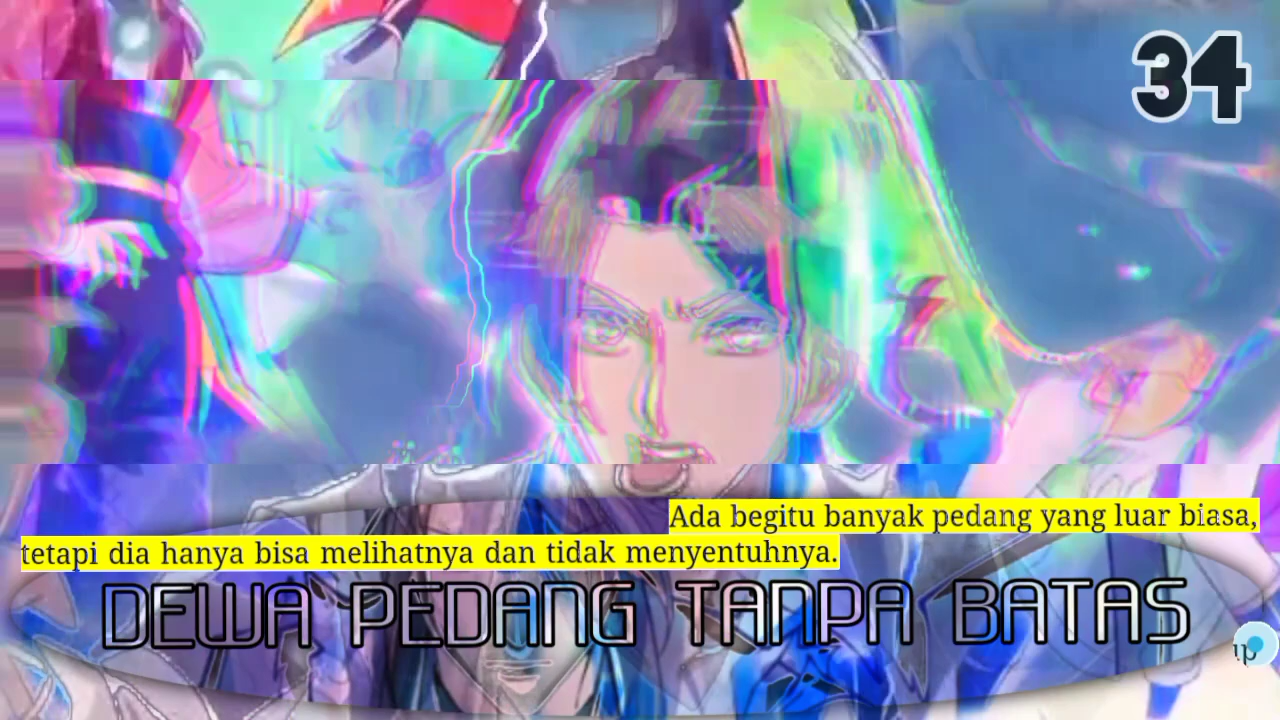 34
Ada begitu banyak pedang yang luar biasa,
tetapi dia hanya bisa melihatnya dan tidak menyentuhnya.
DEWA PEDANG TANPA BATAS